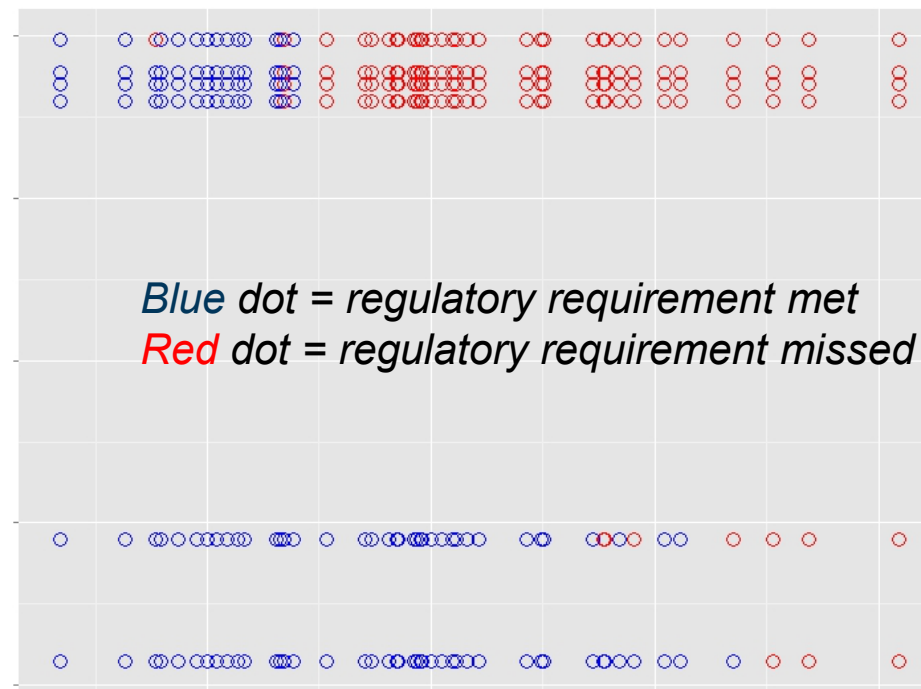 Blue dot = regulatory requirement met
Red dot = regulatory requirement missed